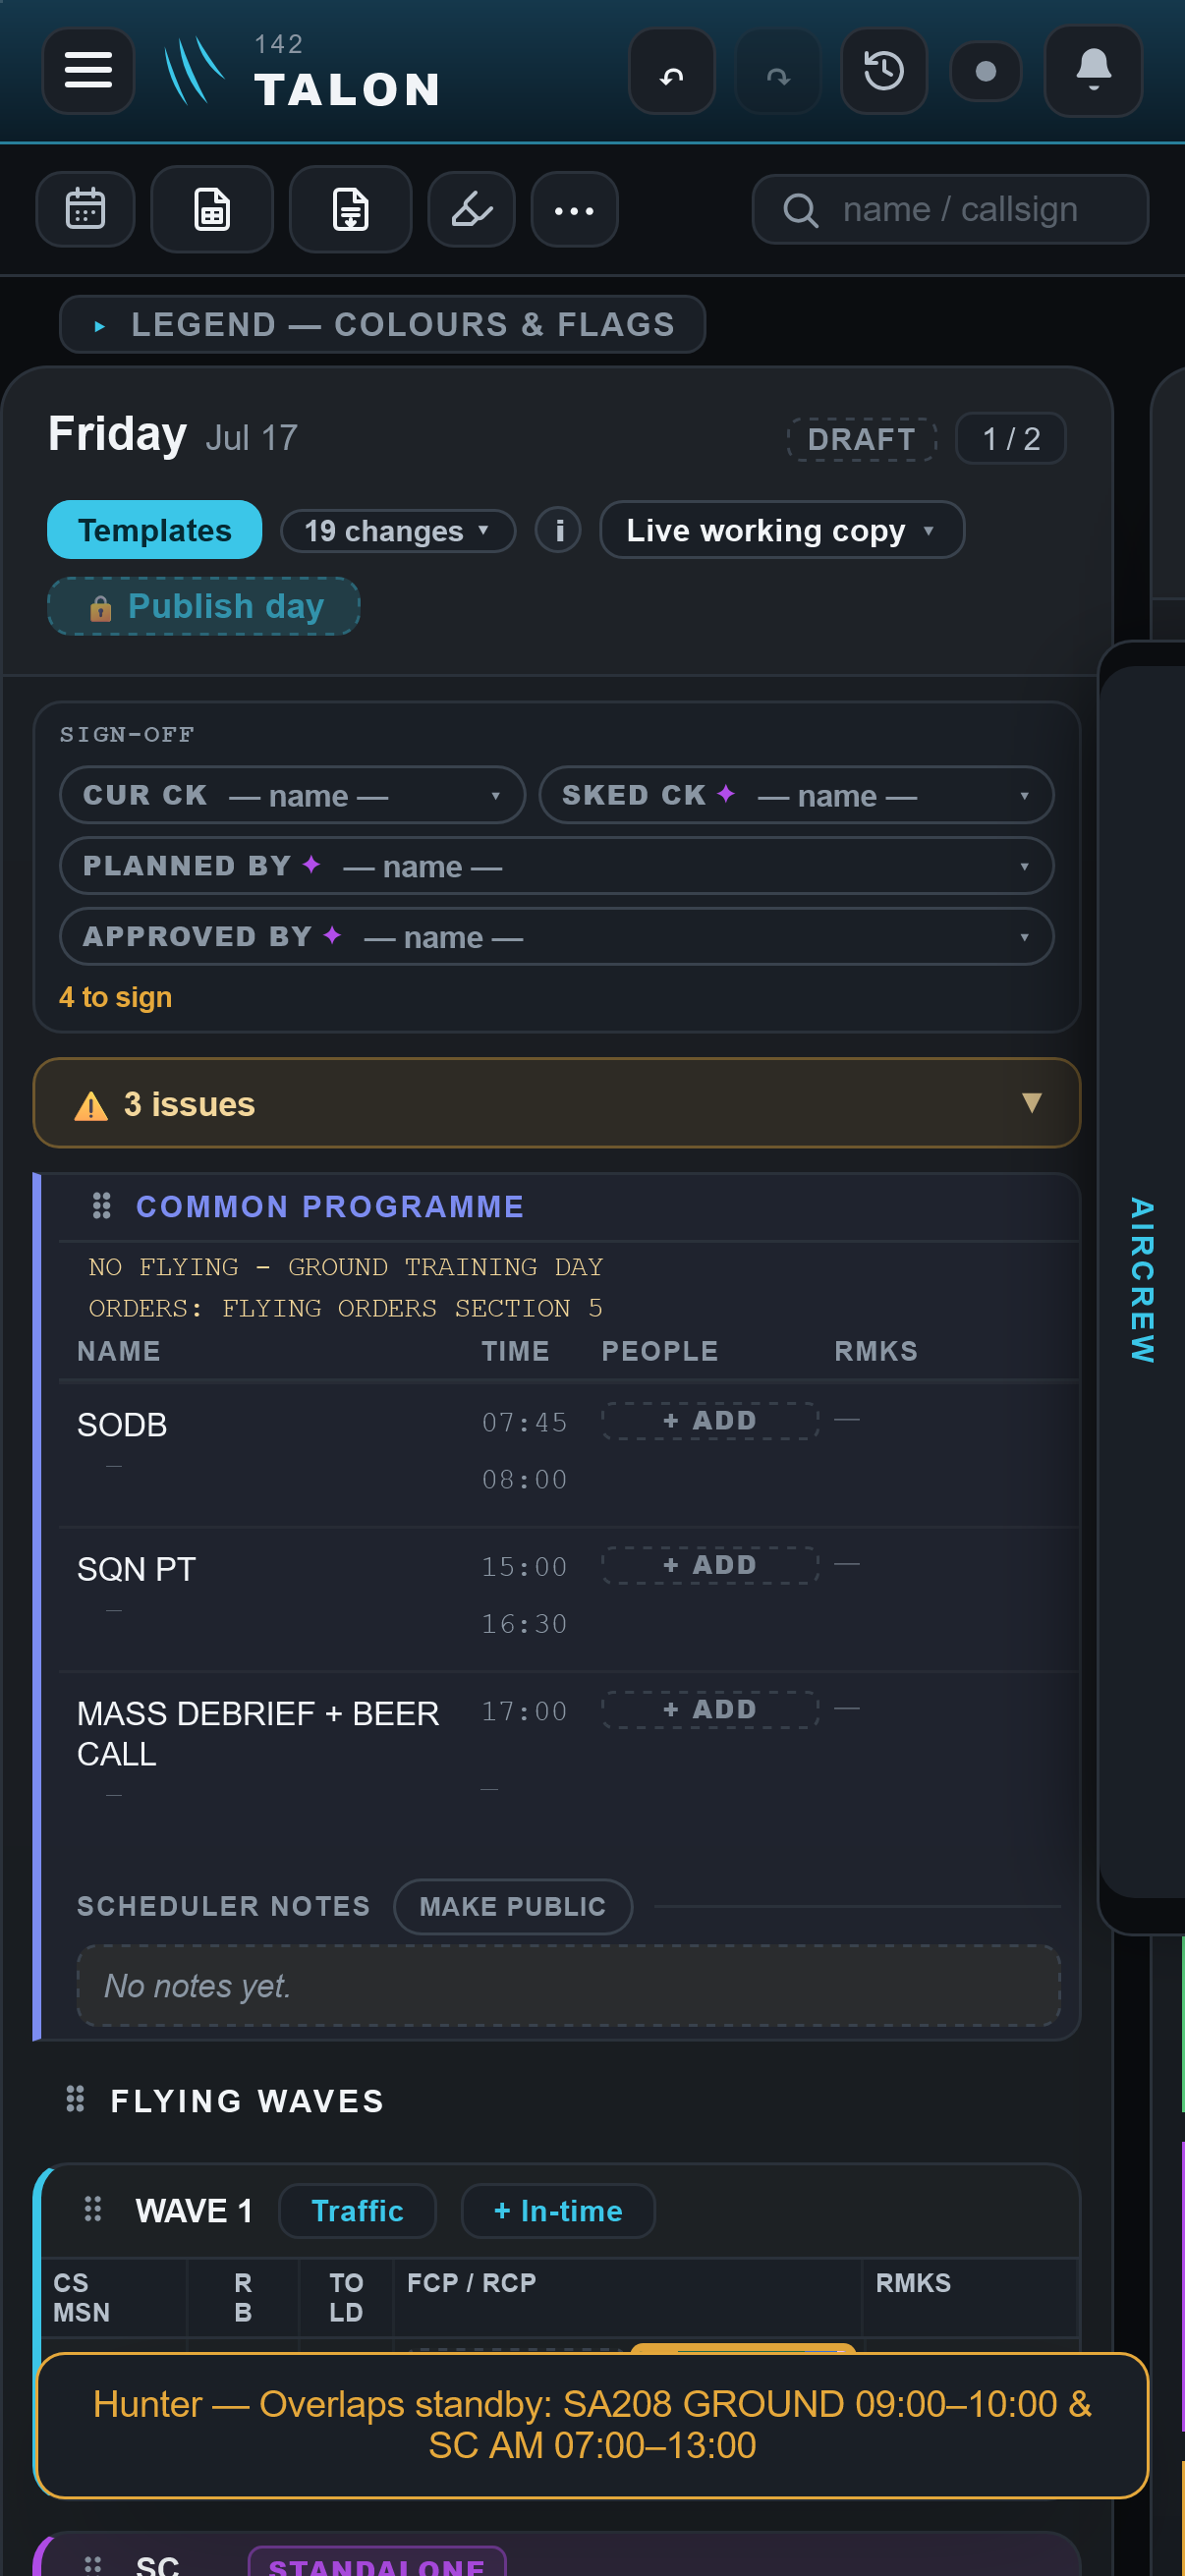 142
TALON
name / callsign
LEGEND — COLOURS & FLAGS
Friday Jul 17 DRAFT 1 / 2
Templates 19 changes i Live working copy
Publish day
SIGN-OFF
CUR CK — name — SKED CK — name —
PLANNED BY — name —
APPROVED BY — name —
4 to sign
3 issues
COMMON PROGRAMME
NO FLYING - GROUND TRAINING DAY
ORDERS: FLYING ORDERS SECTION 5
NAME TIME PEOPLE RMKS
SODB 07:45 + ADD —
— 08:00
SQN PT 15:00 + ADD —
— 16:30
MASS DEBRIEF + BEER 17:00 + ADD —
CALL
— —
SCHEDULER NOTES MAKE PUBLIC
No notes yet.
AIRCREW
FLYING WAVES
WAVE 1 Traffic + In-time
CS R TO FCP / RCP RMKS
MSN B LD
Hunter — Overlaps standby: SA208 GROUND 09:00–10:00 &
SC AM 07:00–13:00
SC STANDALONE